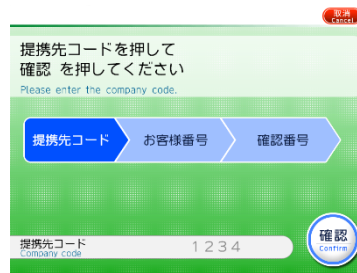 取消
Cancel
提携先コードを押して
確認 を押してください
Please enter the company code.
提携先コード
お客様番号
確認番号
提携先コード
Company code
1234
確認
Confirm